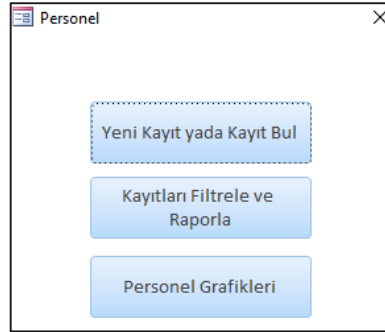 Personel
Yeni Kayıt yada Kayıt Bul
Kayıtları Filtrele ve
Raporla
Personel Grafikleri